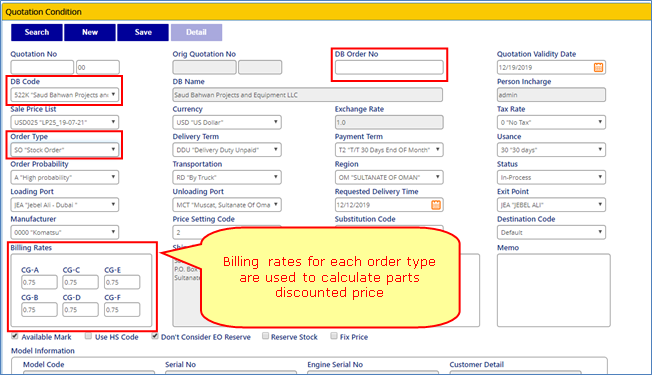 Quotation Condition
Search New Save Detail
Quotation No Orig Quotation No DB Order No Quotation Validity Date
00 12/19/2019
DB Code DB Name Person Incharge
522K "Saud Bahwan Projects an Saud Bahwan Projects and Equipment LLC admin
Sale Price List Currency Exchange Rate Tax Rate
USD025 "LP25_19-07-21" USD "US Dollar" 1.0 0 "No Tax"
Order Type Delivery Term Payment Term Usance
SO "Stock Order" DDU "Delivery Duty Unpaid" T2 "T/T 30 Days End OF Month" 30 "30 days"
Order Probability Transportation Region Status
A "High probability" RD "By Truck" OM "SULTANATE OF OMAN" In-Process
Loading Port Unloading Port Requested Delivery Time Exit Point
JEA "Jebel Ali - Dubai " MCT "Muscat, Sultanate Of Oma 12/12/2019 JEA "JEBEL ALI"
Manufacturer Price Setting Code Substitution Code Destination Code
0000 "Komatsu" 2 Default
Billing Rates Memo
Billing rates for each order type
are used to calculate parts
discounted price
P.O. Box
Sultanate
CG-A CG-C CG-E
0.75 0.75 0.75
CG-B CG-D CG-F
0.75 0.75 0.75
Available Mark Use HS Code Don't Consider EO Reserve Reserve Stock Fix Price
Model Information
Model Code Serial No Engine Serial No Customer Detail